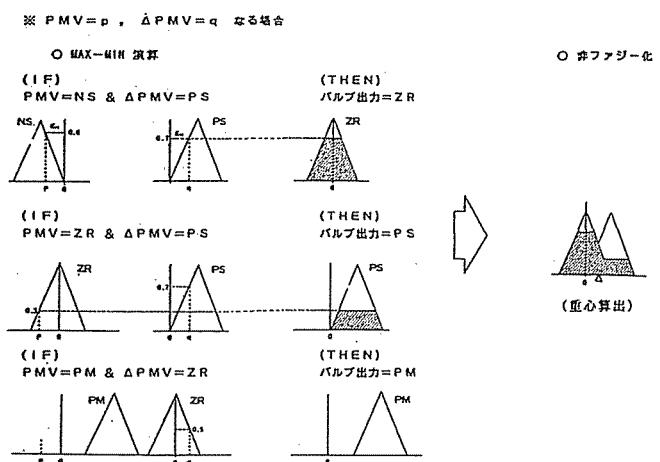 ※ PMV=p , ΔPMV=q なる場合
○ MAX-MIN 演算
○ 非ファジー化
(IF)
(THEN)
PMV=NS & ΔPMV=PS
バルブ出力=ZR
NS
PS
ZR
0.7
(IF)
(THEN)
PMV=ZR & ΔPMV=PS
バルブ出力=PS
ZR
PS
PS
0.7
0.3
0
(重心算出)
(IF)
(THEN)
PMV=PM & ΔPMV=ZR
バルブ出力=PM
PM
ZR
PM
0.5